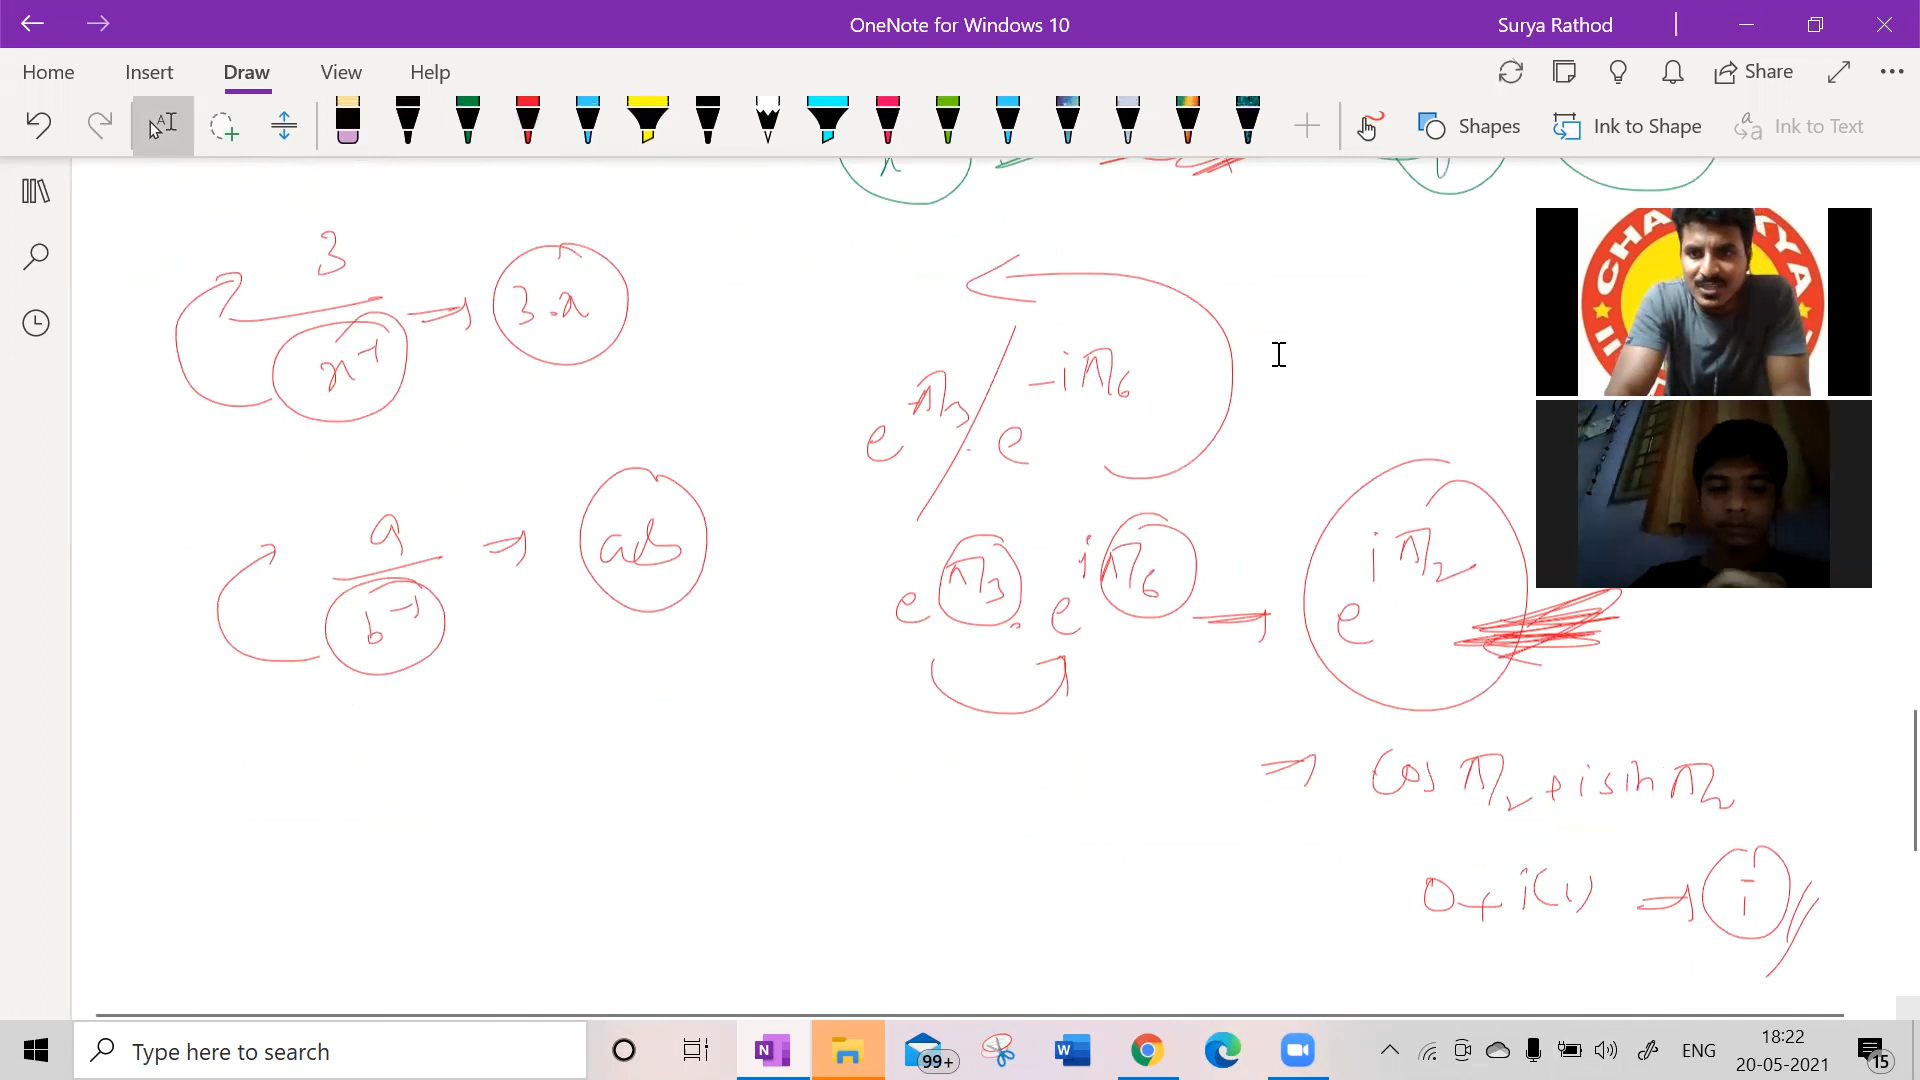 OneNote for Windows 10
Surya Rathod
Home Insert Draw View Help
Share
Shapes
Ink to Shape
Ink to Text
3
x⁻¹
3.x
a
b⁻¹
ab
e^π/3 / e^-iπ/6
e^π/3 . e^iπ/6
e^iπ/2
cos π/2 + i sin π/2
0 + i(1)
i
CHA
KYA
Type here to search
99+
ENG
18:22
20-05-2021
15